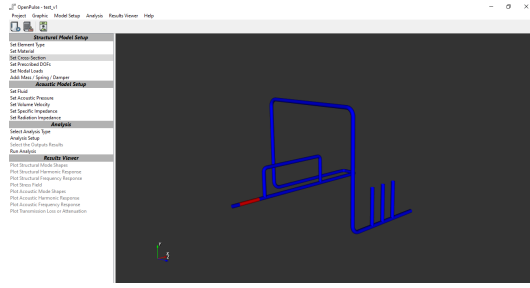 OpenPulse - test_v1
Project Graphic Model Setup Analysis Results Viewer Help
Structural Model Setup
Set Element Type
Set Material
Set Cross-Section
Set Prescribed DOFs
Set Nodal Loads
Add: Mass / Spring / Damper
Acoustic Model Setup
Set Fluid
Set Acoustic Pressure
Set Volume Velocity
Set Specific Impedance
Set Radiation Impedance
Analysis
Select Analysis Type
Analysis Setup
Select the Outputs Results
Run Analysis
Results Viewer
Plot Structural Mode Shapes
Plot Structural Harmonic Response
Plot Structural Frequency Response
Plot Stress Field
Plot Acoustic Mode Shapes
Plot Acoustic Harmonic Response
Plot Acoustic Frequency Response
Plot Transmission Loss or Attenuation